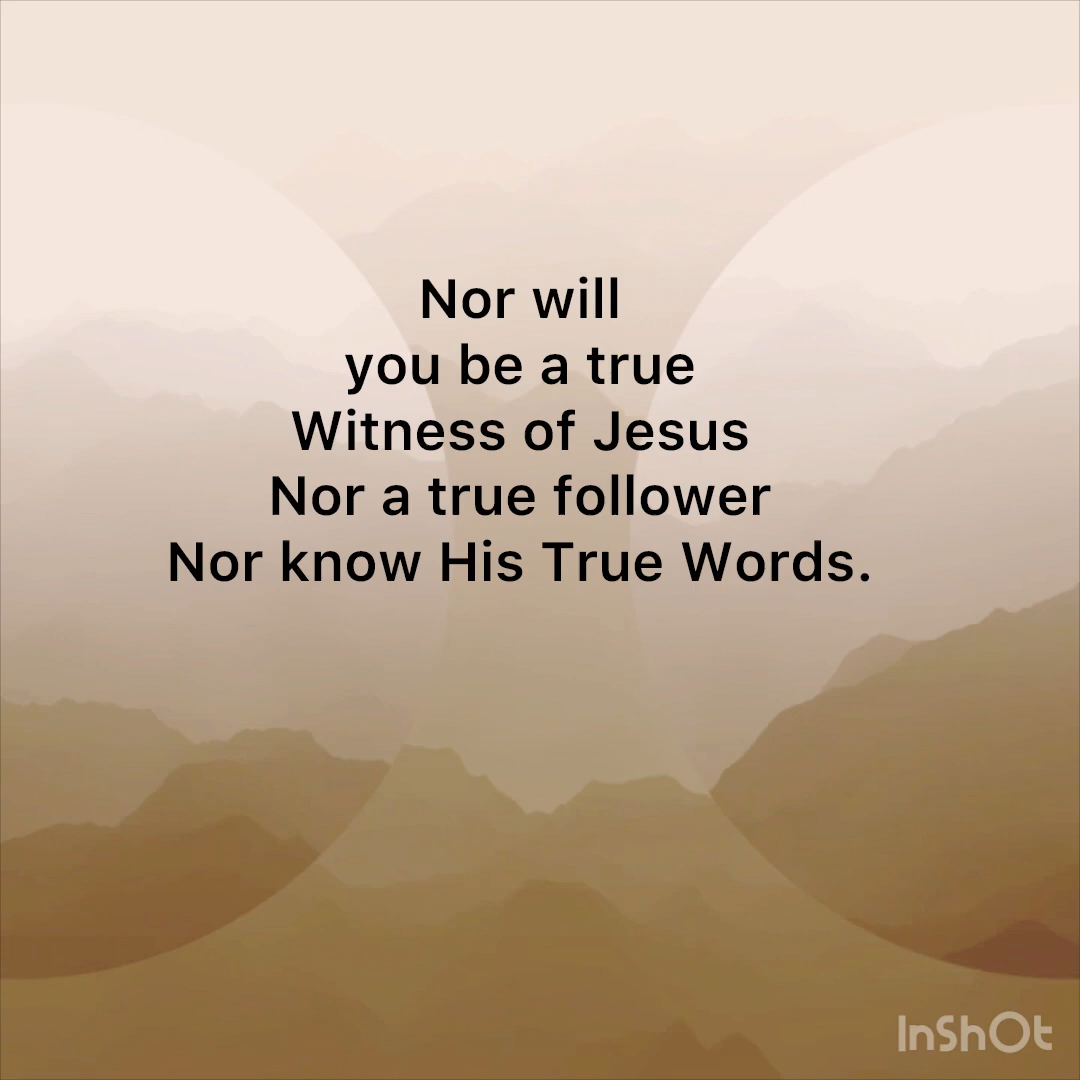 Nor will
you be a true
Witness of Jesus
Nor a true follower
Nor know His True Words.
InShOt